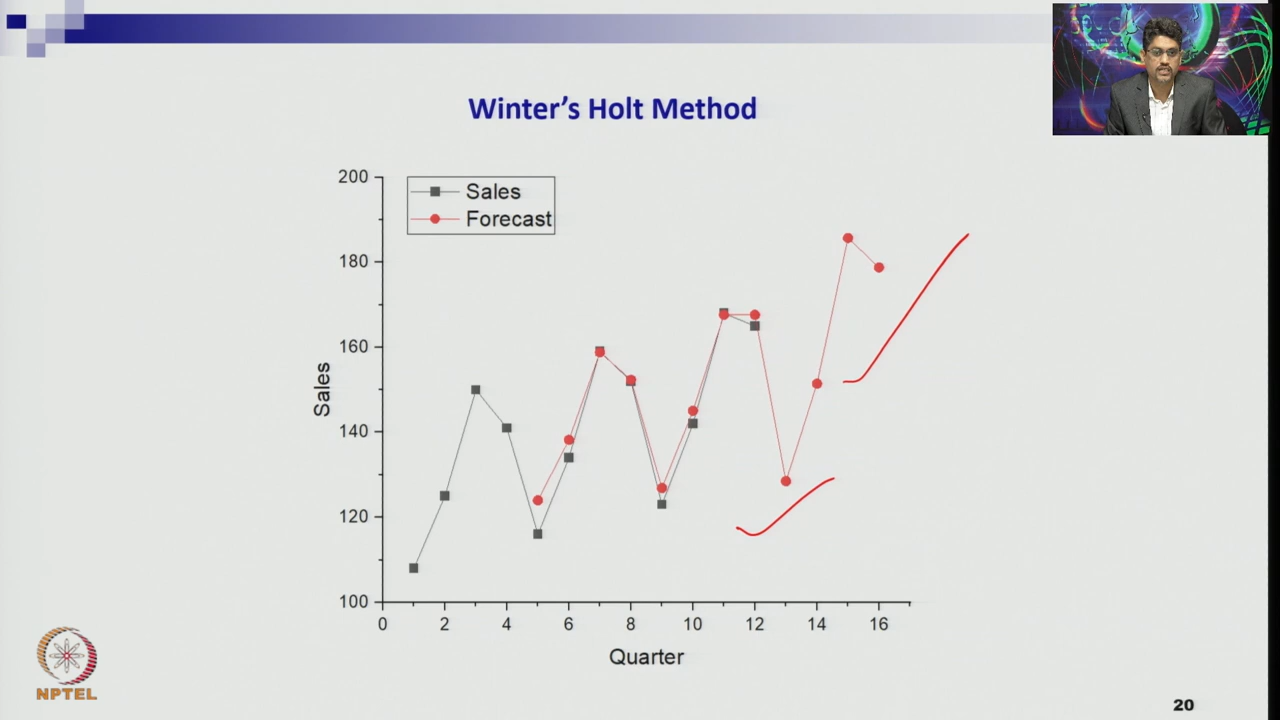 Winter's Holt Method
Sales
Forecast
200
180
160
140
120
100
Sales
0 2 4 6 8 10 12 14 16
Quarter
NPTEL
20